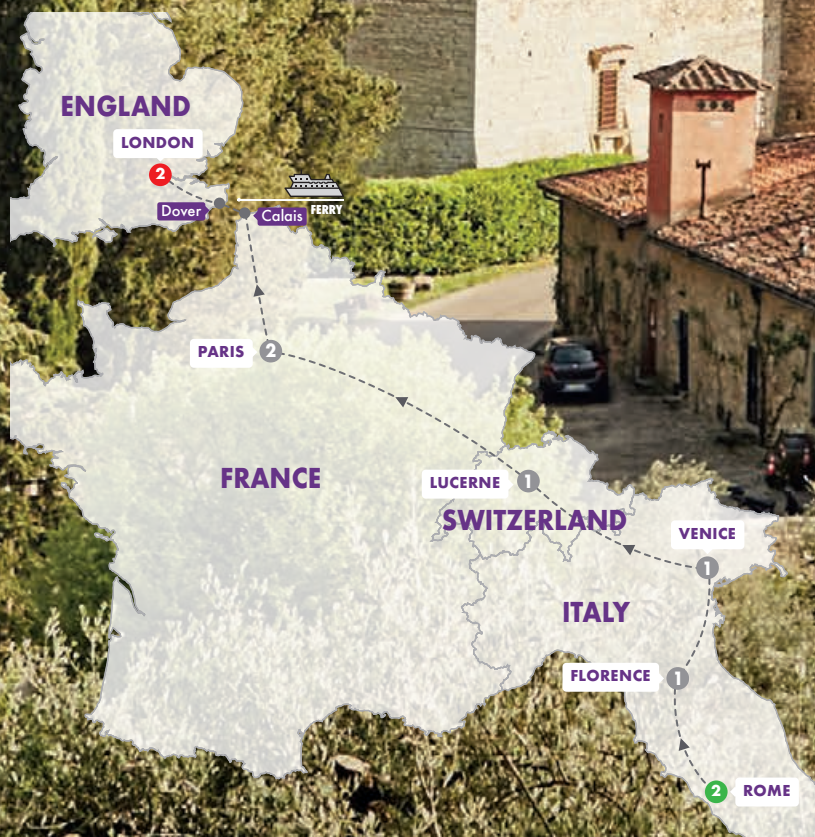 ENGLAND
LONDON
2
Dover
FERRY
Calais
PARIS
2
FRANCE
LUCERNE
1
SWITZERLAND
VENICE
1
ITALY
FLORENCE
1
2
ROME